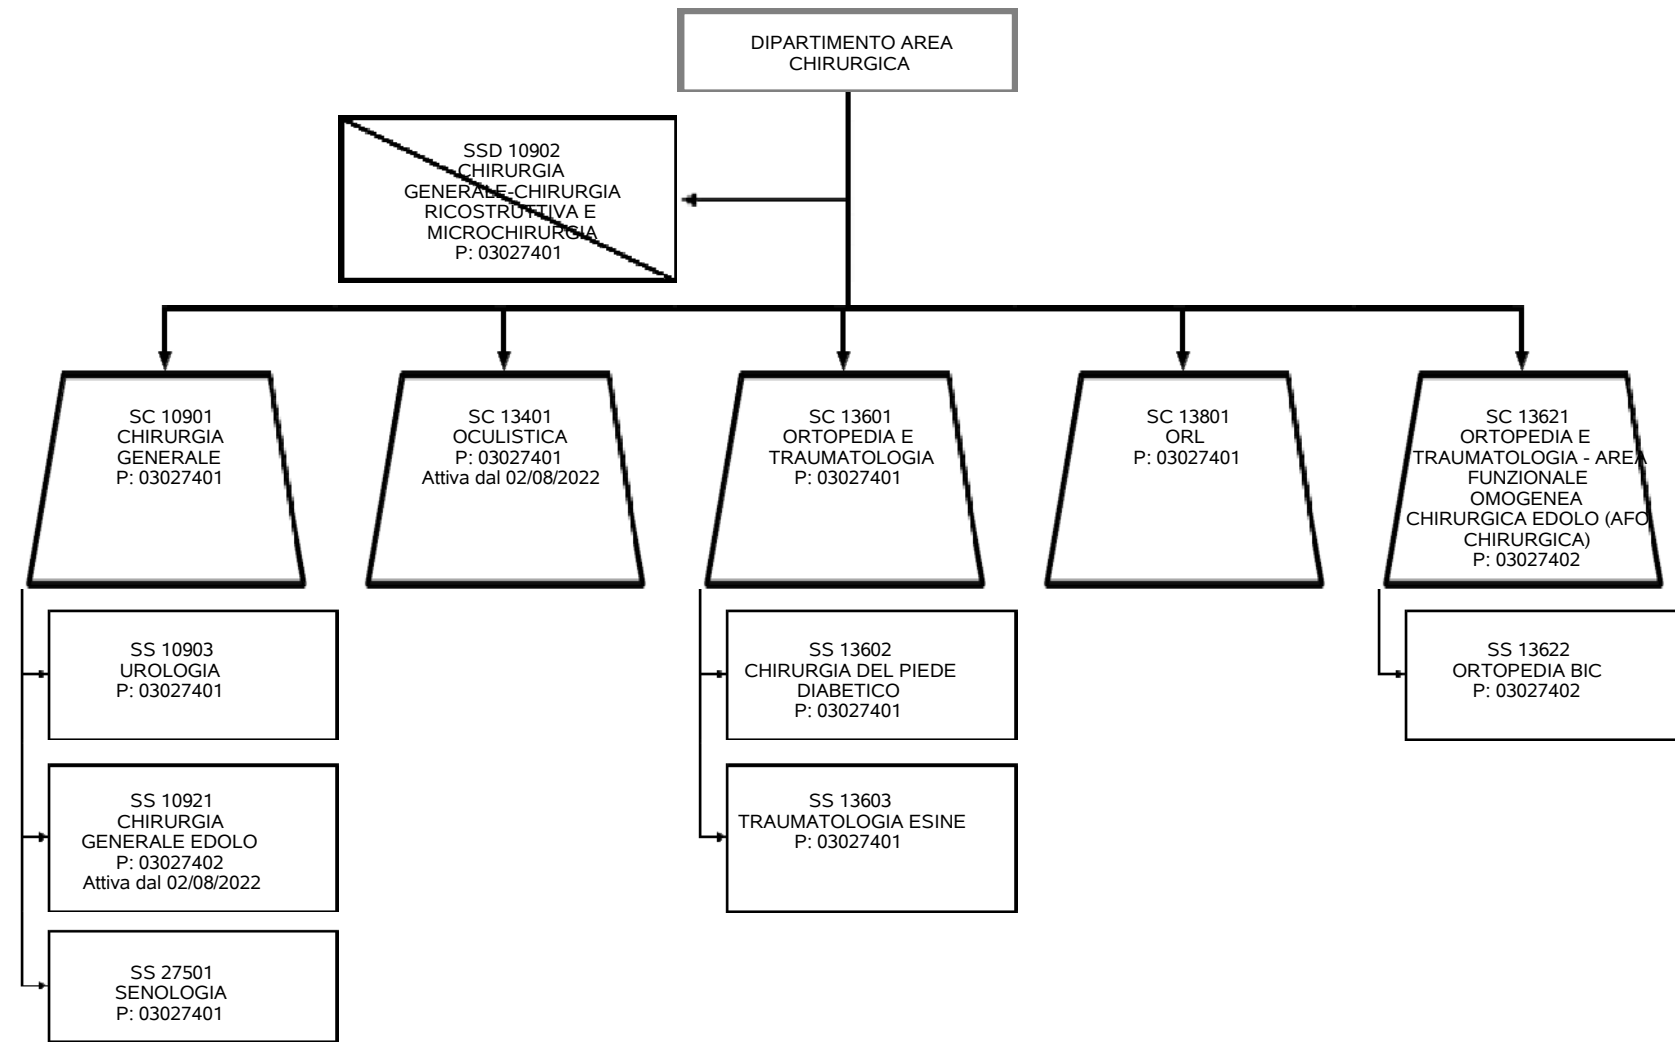 DIPARTIMENTO AREA
CHIRURGICA
SSD 10902
CHIRURGIA
GENERALE-CHIRURGIA
RICOSTRUTTIVA E
MICROCHIRURGIA
P: 03027401
SC 10901
CHIRURGIA
GENERALE
P: 03027401
SC 13401
OCULISTICA
P: 03027401
Attiva dal 02/08/2022
SC 13601
ORTOPEDIA E
TRAUMATOLOGIA
P: 03027401
SC 13801
ORL
P: 03027401
SC 13621
ORTOPEDIA E
TRAUMATOLOGIA - AREA
FUNZIONALE
OMOGENEA
CHIRURGICA EDOLO (AFO
CHIRURGICA)
P: 03027402
SS 10903
UROLOGIA
P: 03027401
SS 13602
CHIRURGIA DEL PIEDE
DIABETICO
P: 03027401
SS 13622
ORTOPEDIA BIC
P: 03027402
SS 10921
CHIRURGIA
GENERALE EDOLO
P: 03027402
Attiva dal 02/08/2022
SS 13603
TRAUMATOLOGIA ESINE
P: 03027401
SS 27501
SENOLOGIA
P: 03027401